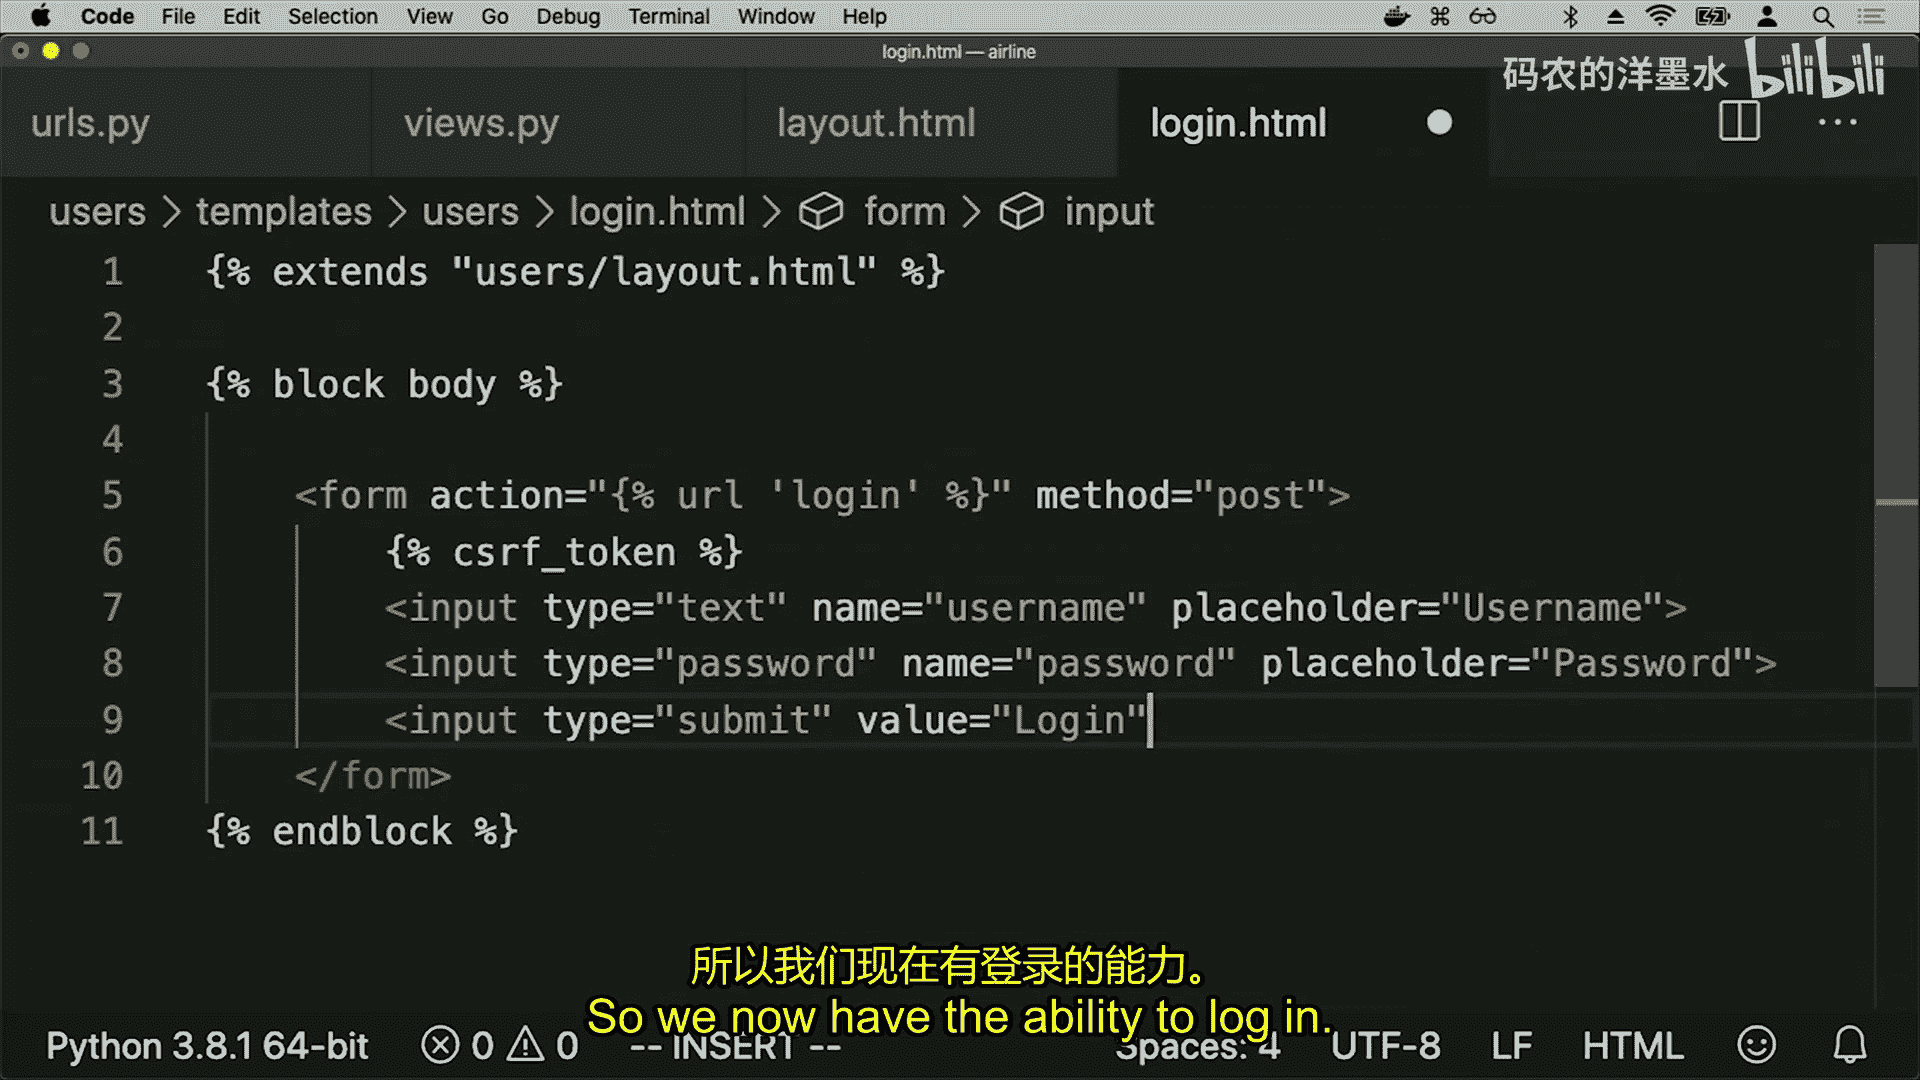 Code File Edit Selection View Go Debug Terminal Window Help
login.html — airline
码农的洋墨水 bilibili
urls.py views.py layout.html login.html
users > templates > users > login.html > form > input
1 {% extends "users/layout.html" %}
2
3 {% block body %}
4
5 <form action="{% url 'login' %}" method="post">
6 {% csrf_token %}
7 <input type="text" name="username" placeholder="Username">
8 <input type="password" name="password" placeholder="Password">
9 <input type="submit" value="Login"
10 </form>
11 {% endblock %}
所以我们现在有登录的能力。
So we now have the ability to log in.
Python 3.8.1 64-bit 0 0 -- INSERT -- Spaces: 4 UTF-8 LF HTML